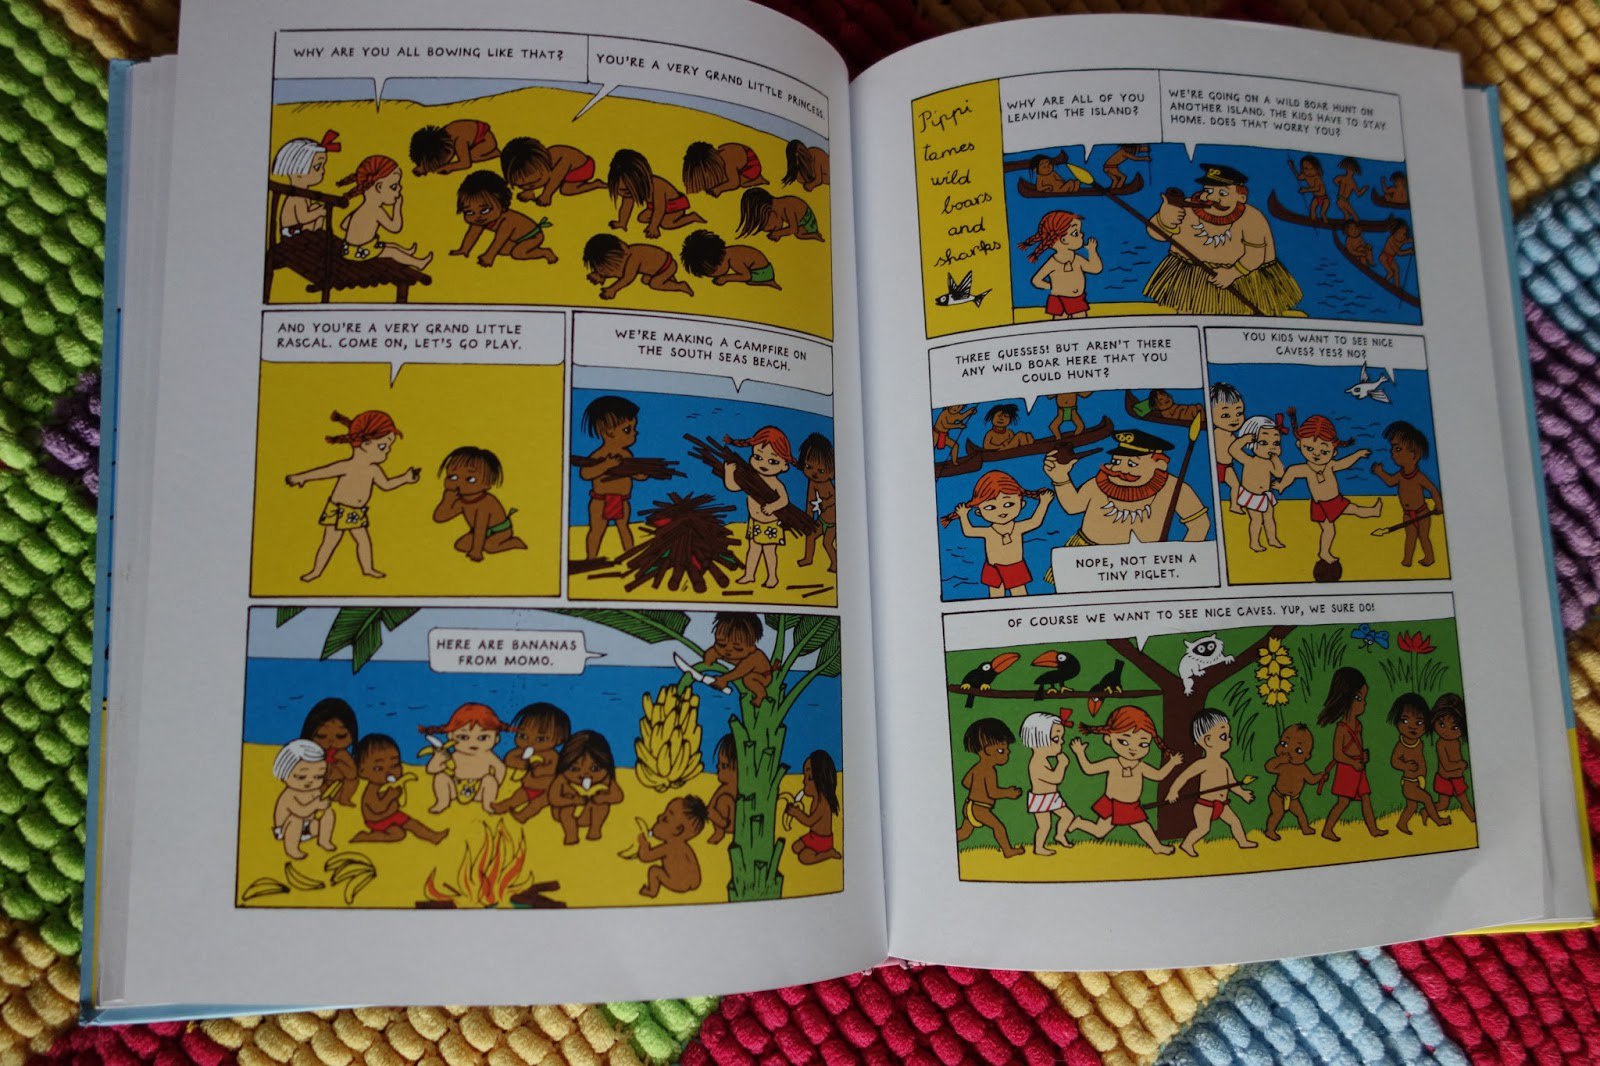 WHY ARE YOU ALL BOWING LIKE THAT?
YOU'RE A VERY GRAND LITTLE PRINCESS.
AND YOU'RE A VERY GRAND LITTLE
RASCAL. COME ON, LET'S GO PLAY.
WE'RE MAKING A CAMPFIRE ON
THE SOUTH SEAS BEACH.
HERE ARE BANANAS
FROM MOMO.
Pippi
tames
wild
boars
and
sharks
WHY ARE ALL OF YOU
LEAVING THE ISLAND?
WE'RE GOING ON A WILD BOAR HUNT ON
ANOTHER ISLAND. THE KIDS HAVE TO STAY
HOME. DOES THAT WORRY YOU?
THREE GUESSES! BUT AREN'T THERE
ANY WILD BOAR HERE THAT YOU
COULD HUNT?
NOPE, NOT EVEN A
TINY PIGLET.
YOU KIDS WANT TO SEE NICE
CAVES? YES? NO?
OF COURSE WE WANT TO SEE NICE CAVES. YUP, WE SURE DO!